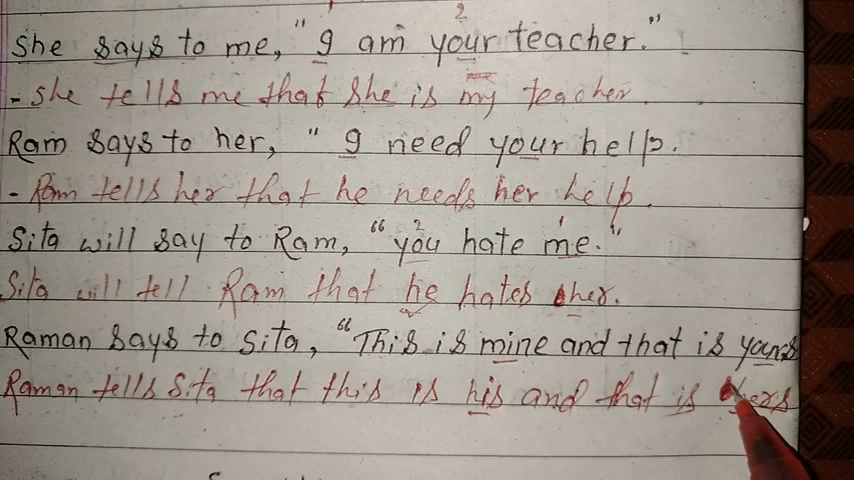 She says to me, "I am your teacher."
- She tells me that she is my teacher.
Ram says to her, "I need your help.
- Ram tells her that he needs her help.
Sita will say to Ram, "you hate me."
Sita will tell Ram that he hates her.
Raman says to Sita, "This is mine and that is yours
Raman tells Sita that this is his and that is hers